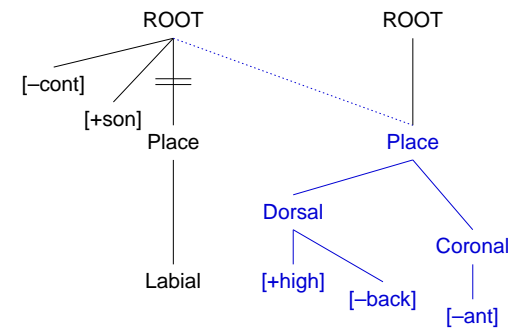 ROOT ROOT
[–cont]
[+son]
Place Place
Dorsal
Coronal
Labial [+high]
[–back]
[–ant]